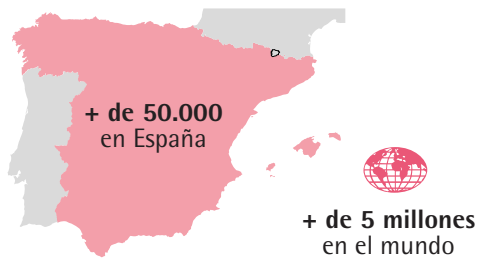 + de 50.000
en España
+ de 5 millones
en el mundo